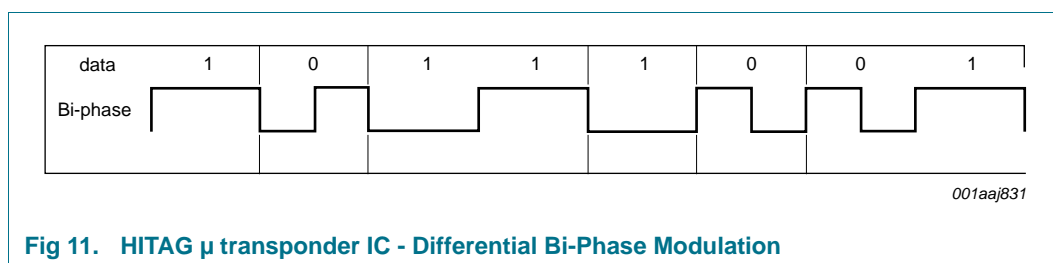 data 1 0 1 1 1 0 0 1
Bi-phase
001aaj831
Fig 11. HITAG µ transponder IC - Differential Bi-Phase Modulation